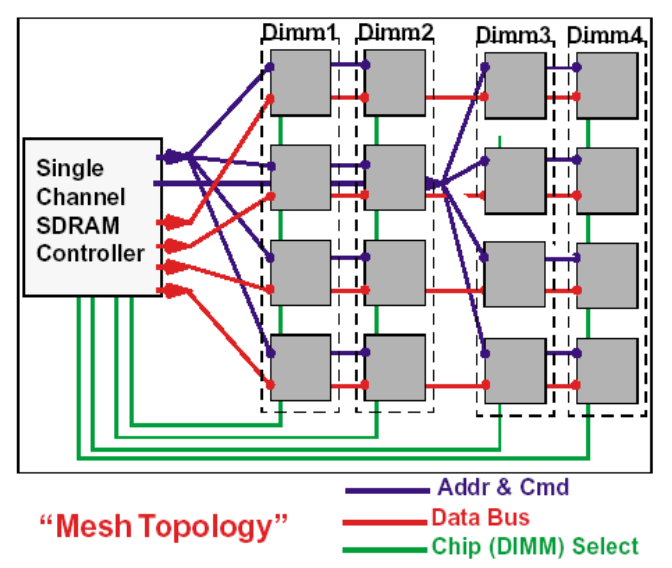 Dimm1 Dimm2 Dimm3 Dimm4
Single
Channel
SDRAM
Controller
Addr & Cmd
“Mesh Topology”
Data Bus
Chip (DIMM) Select